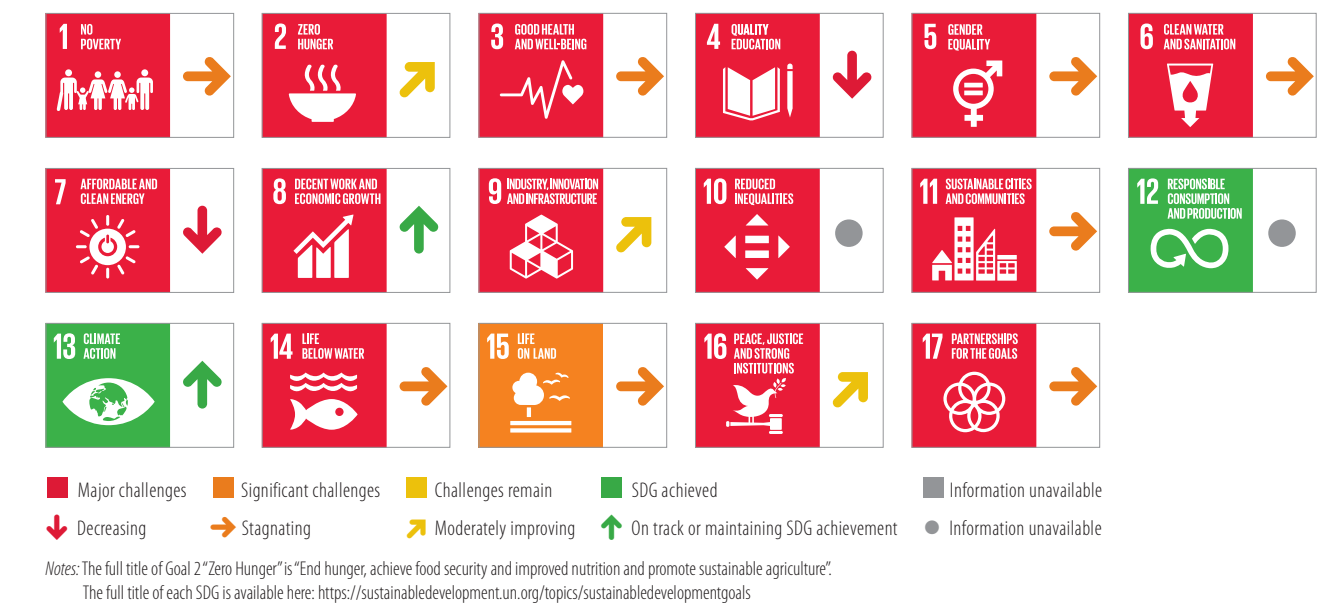 1 NO
POVERTY
2 ZERO
HUNGER
3 GOOD HEALTH
AND WELL-BEING
4 QUALITY
EDUCATION
5 GENDER
EQUALITY
6 CLEAN WATER
AND SANITATION
7 AFFORDABLE AND
CLEAN ENERGY
8 DECENT WORK AND
ECONOMIC GROWTH
9 INDUSTRY, INNOVATION
AND INFRASTRUCTURE
10 REDUCED
INEQUALITIES
11 SUSTAINABLE CITIES
AND COMMUNITIES
12 RESPONSIBLE
CONSUMPTION
AND PRODUCTION
13 CLIMATE
ACTION
14 LIFE
BELOW WATER
15 LIFE
ON LAND
16 PEACE, JUSTICE
AND STRONG
INSTITUTIONS
17 PARTNERSHIPS
FOR THE GOALS
Major challenges Significant challenges Challenges remain SDG achieved Information unavailable
Decreasing Stagnating Moderately improving On track or maintaining SDG achievement Information unavailable
Notes: The full title of Goal 2 “Zero Hunger” is “End hunger, achieve food security and improved nutrition and promote sustainable agriculture”.
The full title of each SDG is available here: https://sustainabledevelopment.un.org/topics/sustainabledevelopmentgoals